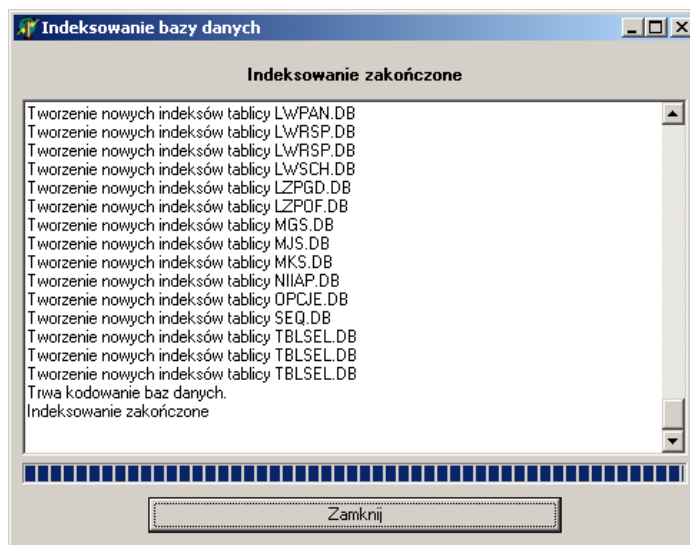 Indeksowanie bazy danych
Indeksowanie zakończone
Tworzenie nowych indeksów tablicy LWPAN.DB
Tworzenie nowych indeksów tablicy LWRSP.DB
Tworzenie nowych indeksów tablicy LWRSP.DB
Tworzenie nowych indeksów tablicy LWSCH.DB
Tworzenie nowych indeksów tablicy LZPGD.DB
Tworzenie nowych indeksów tablicy LZPOF.DB
Tworzenie nowych indeksów tablicy MGS.DB
Tworzenie nowych indeksów tablicy MJS.DB
Tworzenie nowych indeksów tablicy MKS.DB
Tworzenie nowych indeksów tablicy NIIAP.DB
Tworzenie nowych indeksów tablicy OPCJE.DB
Tworzenie nowych indeksów tablicy SEQ.DB
Tworzenie nowych indeksów tablicy TBLSEL.DB
Tworzenie nowych indeksów tablicy TBLSEL.DB
Tworzenie nowych indeksów tablicy TBLSEL.DB
Trwa kodowanie baz danych.
Indeksowanie zakończone
Zamknij